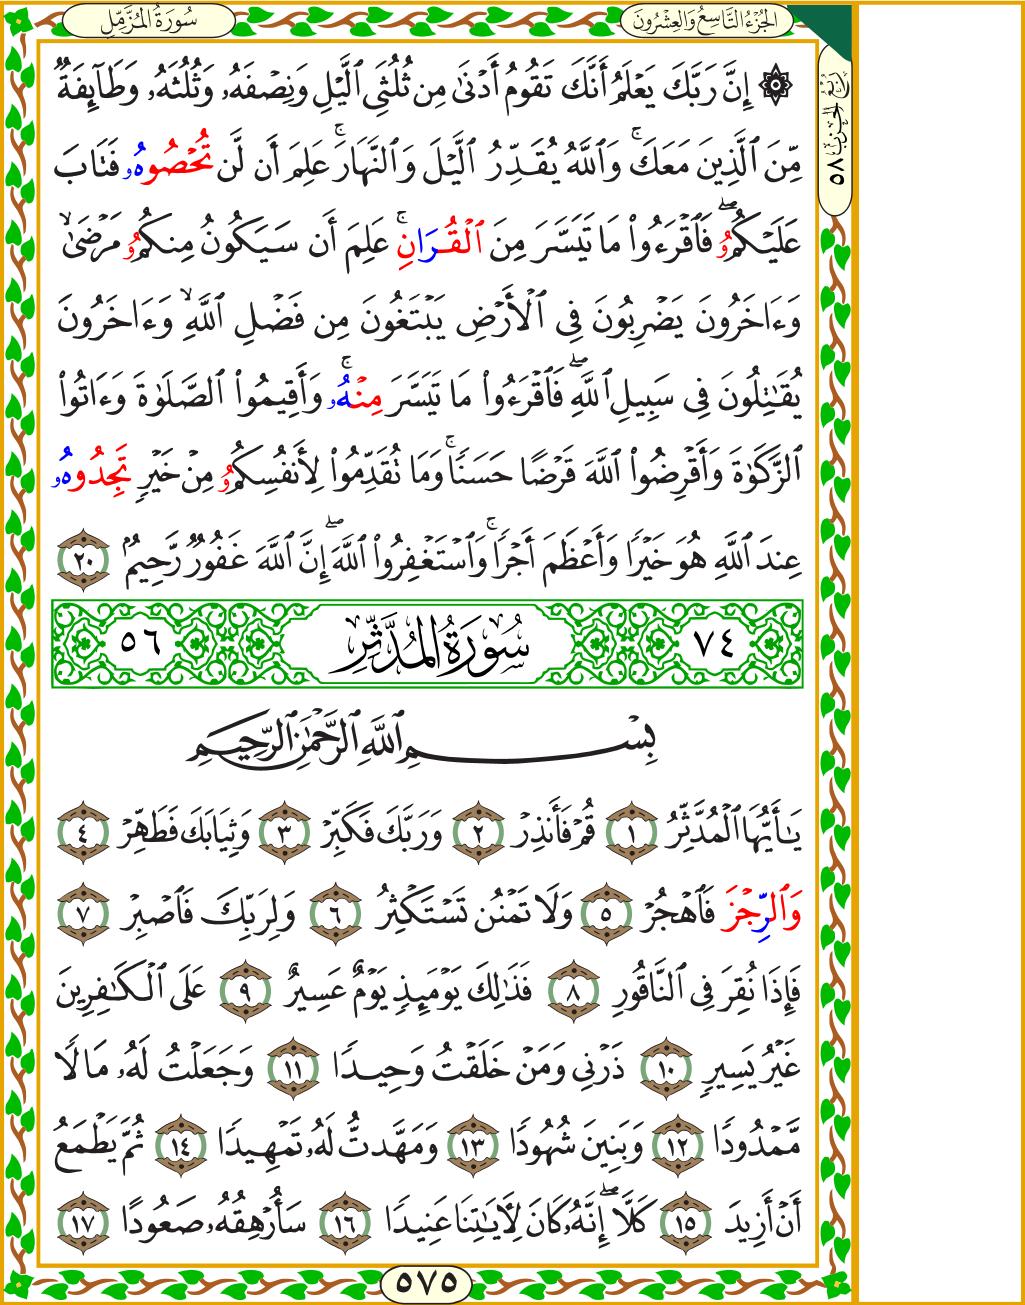 سُورَةُ الْمُزَّمِّلِ
الجُزْءُ التَّاسِعُ وَالعِشْرُونَ
رُبْعُ الحِزْبِ ٥٨
۞ إِنَّ رَبَّكَ يَعْلَمُ أَنَّكَ تَقُومُ أَدْنَىٰ مِن ثُلُثَيِ ٱلَّيْلِ وَنِصْفَهُۥ وَثُلُثَهُۥ وَطَآئِفَةٌ
مِّنَ ٱلَّذِينَ مَعَكَۚ وَٱللَّهُ يُقَدِّرُ ٱلَّيْلَ وَٱلنَّهَارَۚ عَلِمَ أَن لَّن تُحْصُوهُۥ فَتَابَ
عَلَيْكُمُۥۖ فَٱقْرَءُوا۟ مَا تَيَسَّرَ مِنَ ٱلْقُرَانِۚ عَلِمَ أَن سَيَكُونُ مِنكُمُۥ مَرْضَىٰۙ
وَءَاخَرُونَ يَضْرِبُونَ فِى ٱلْأَرْضِ يَبْتَغُونَ مِن فَضْلِ ٱللَّهِۙ وَءَاخَرُونَ
يُقَـٰتِلُونَ فِى سَبِيلِ ٱللَّهِۖ فَٱقْرَءُوا۟ مَا تَيَسَّرَ مِنْهُۥۚ وَأَقِيمُوا۟ ٱلصَّلَوٰةَ وَءَاتُوا۟
ٱلزَّكَوٰةَ وَأَقْرِضُوا۟ ٱللَّهَ قَرْضًا حَسَنًاۚ وَمَا تُقَدِّمُوا۟ لِأَنفُسِكُمُۥ مِنْ خَيْرٍ تَجِدُوهُۥ
عِندَ ٱللَّهِ هُوَ خَيْرًا وَأَعْظَمَ أَجْرًاۚ وَٱسْتَغْفِرُوا۟ ٱللَّهَۖ إِنَّ ٱللَّهَ غَفُورٌ رَّحِيمٌۢ ٢٠
٧٤ سُورَةُ الْمُدَّثِّرِ ٥٦
بِسْمِ ٱللَّهِ ٱلرَّحْمَـٰنِ ٱلرَّحِيمِ
يَـٰٓأَيُّهَا ٱلْمُدَّثِّرُ ١ قُمْ فَأَنذِرْ ٢ وَرَبَّكَ فَكَبِّرْ ٣ وَثِيَابَكَ فَطَهِّرْ ٤
وَٱلرِّجْزَ فَٱهْجُرْ ٥ وَلَا تَمْنُن تَسْتَكْثِرُ ٦ وَلِرَبِّكَ فَٱصْبِرْ ٧
فَإِذَا نُقِرَ فِى ٱلنَّاقُورِ ٨ فَذَٰلِكَ يَوْمَئِذٍ يَوْمٌ عَسِيرٌ ٩ عَلَى ٱلْكَـٰفِرِينَ
غَيْرُ يَسِيرٍ ١٠ ذَرْنِى وَمَنْ خَلَقْتُ وَحِيدًا ١١ وَجَعَلْتُ لَهُۥ مَالًا
مَّمْدُودًا ١٢ وَبَنِينَ شُهُودًا ١٣ وَمَهَّدتُّ لَهُۥ تَمْهِيدًا ١٤ ثُمَّ يَطْمَعُ
أَنْ أَزِيدَ ١٥ كَلَّآۖ إِنَّهُۥ كَانَ لِأَيَـٰتِنَا عَنِيدًا ١٦ سَأُرْهِقُهُۥ صَعُودًا ١٧
٥٧٥